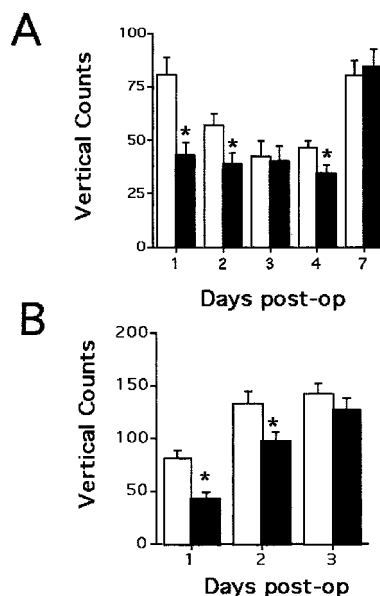 A
Vertical Counts
100
75
50
25
0
* * *
1 2 3 4 7
Days post-op
B
Vertical Counts
200
150
100
50
0
* *
1 2 3
Days post-op